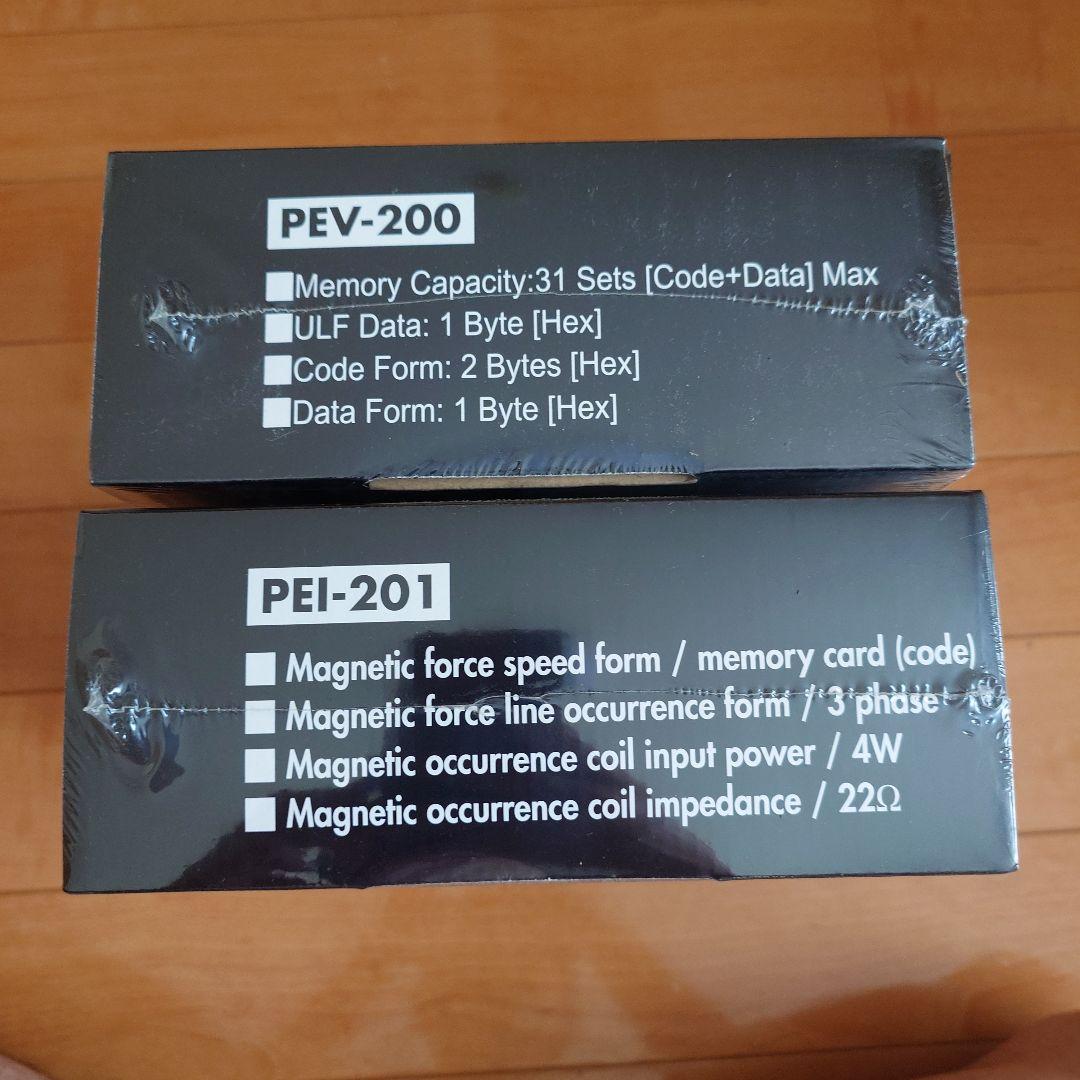 PEV-200
Memory Capacity:31 Sets [Code+Data] Max
ULF Data: 1 Byte [Hex]
Code Form: 2 Bytes [Hex]
Data Form: 1 Byte [Hex]
PEI-201
Magnetic force speed form / memory card (code)
Magnetic force line occurrence form / 3 phase
Magnetic occurrence coil input power / 4W
Magnetic occurrence coil impedance / 22Ω